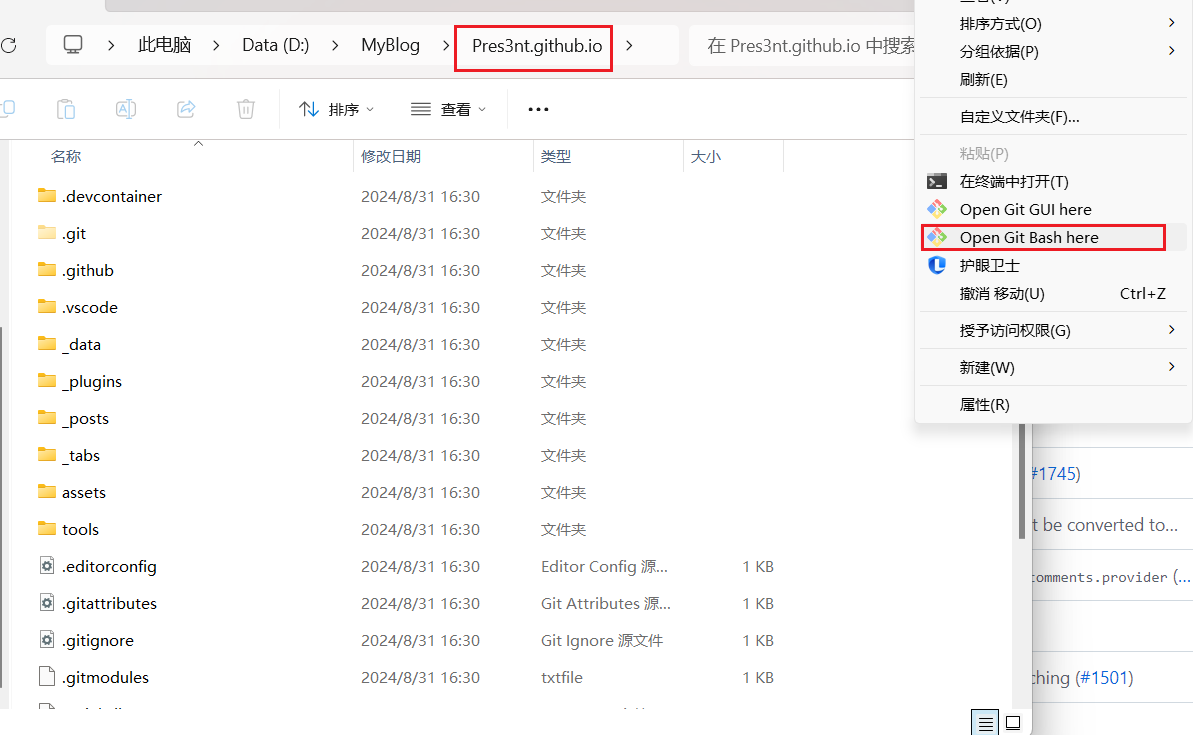 此电脑 > Data (D:) > MyBlog > Pres3nt.github.io >
在 Pres3nt.github.io 中搜索
排序 查看 •••
名称 修改日期 类型 大小
.devcontainer 2024/8/31 16:30 文件夹
.git 2024/8/31 16:30 文件夹
.github 2024/8/31 16:30 文件夹
.vscode 2024/8/31 16:30 文件夹
_data 2024/8/31 16:30 文件夹
_plugins 2024/8/31 16:30 文件夹
_posts 2024/8/31 16:30 文件夹
_tabs 2024/8/31 16:30 文件夹
assets 2024/8/31 16:30 文件夹
tools 2024/8/31 16:30 文件夹
.editorconfig 2024/8/31 16:30 Editor Config 源... 1 KB
.gitattributes 2024/8/31 16:30 Git Attributes 源... 1 KB
.gitignore 2024/8/31 16:30 Git Ignore 源文件 1 KB
.gitmodules 2024/8/31 16:30 txtfile 1 KB
排序方式(O)
分组依据(P)
刷新(E)
自定义文件夹(F)...
粘贴(P)
在终端中打开(T)
Open Git GUI here
Open Git Bash here
护眼卫士
撤消 移动(U) Ctrl+Z
授予访问权限(G)
新建(W)
属性(R)
#1745)
t be converted to...
comments.provider (...
ching (#1501)